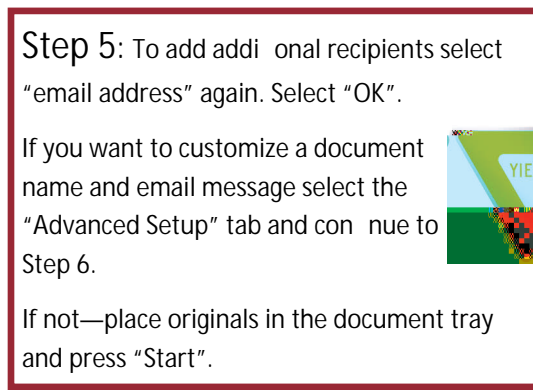 Step 5: To add addi onal recipients select
“email address” again. Select “OK”.
If you want to customize a document
name and email message select the
“Advanced Setup” tab and con nue to
Step 6.
If not—place originals in the document tray
and press “Start”.
YIE